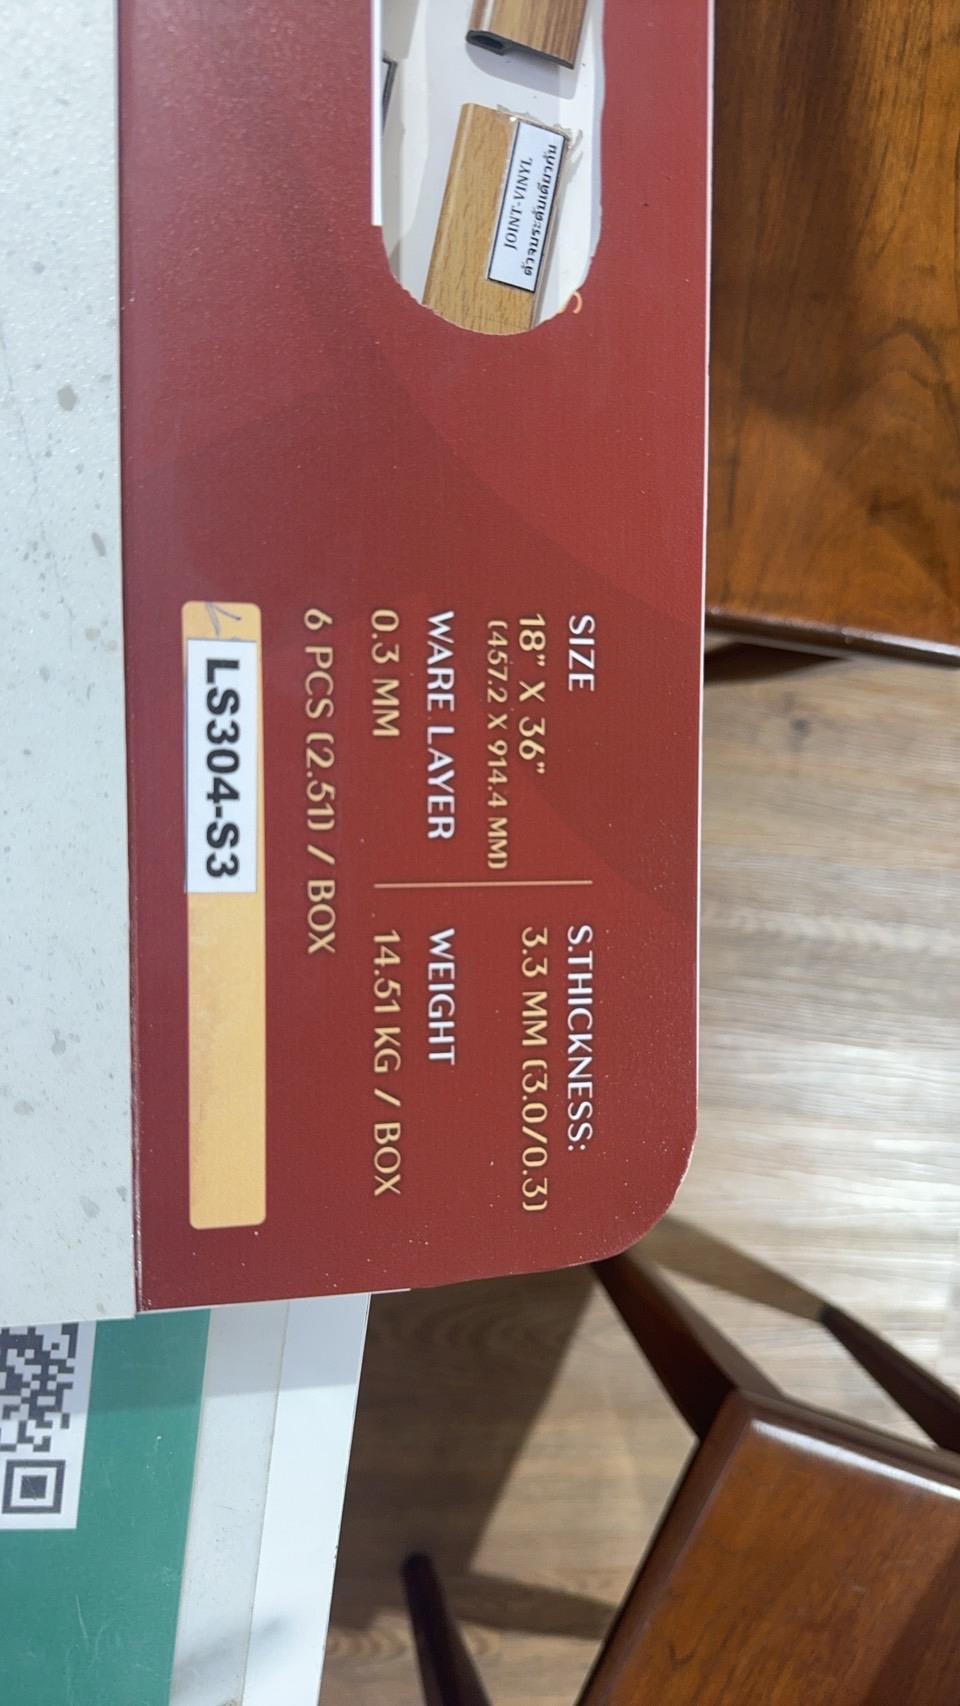 JOINT-VINYL
SIZE
18" X 36"
(457.2 X 914.4 MM)
S.THICKNESS:
3.3 MM (3.0/0.3)
WARE LAYER
0.3 MM
WEIGHT
14.51 KG / BOX
6 PCS (2.51) / BOX
LS304-S3